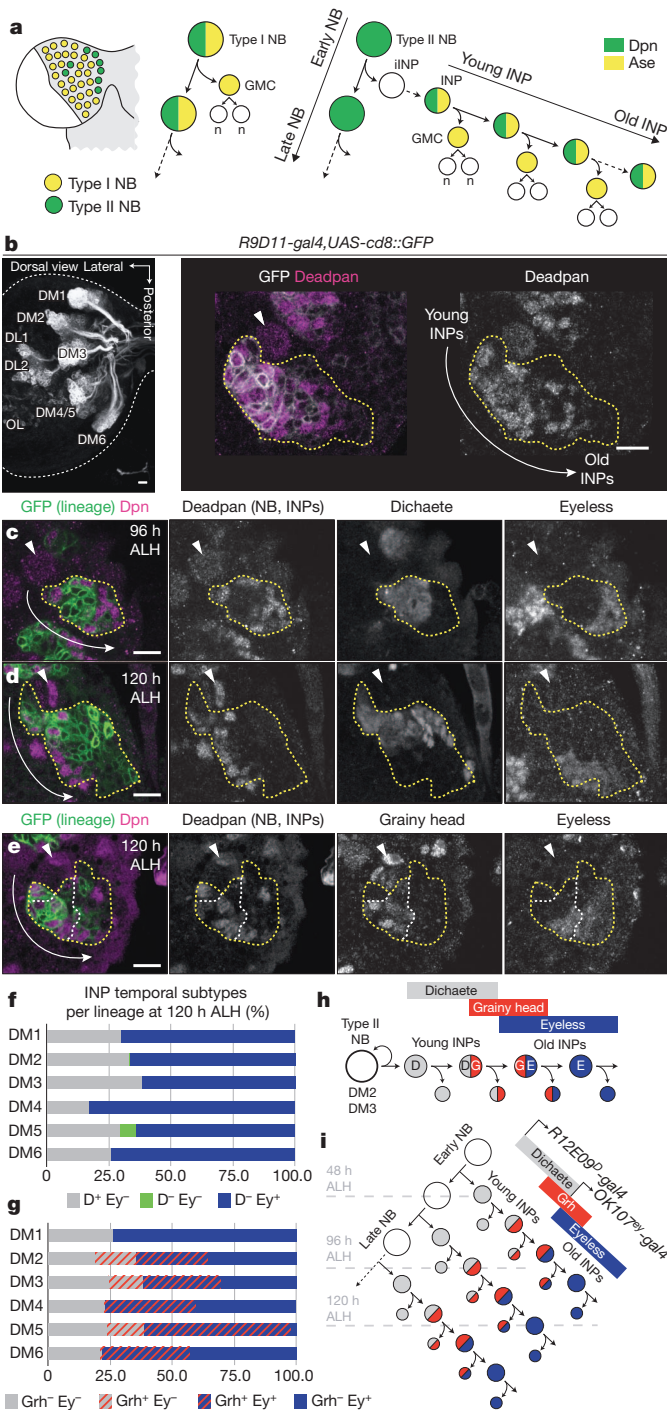 a
Type I NB
GMC
n n
Type I NB
Type II NB
Early NB
Late NB
Type II NB
iINP
INP
GMC
n n
Young INP
Old INP
Dpn
Ase
b
R9D11-gal4,UAS-cd8::GFP
Dorsal view Lateral
Posterior
DM1
DM2
DL1
DM3
DL2
DM4/5
OL
DM6
GFP Deadpan
Deadpan
Young INPs
Old INPs
GFP (lineage) Dpn
Deadpan (NB, INPs)
Dichaete
Eyeless
c
96 h ALH
d
120 h ALH
GFP (lineage) Dpn
Deadpan (NB, INPs)
Grainy head
Eyeless
e
120 h ALH
f
INP temporal subtypes
per lineage at 120 h ALH (%)
DM1
DM2
DM3
DM4
DM5
DM6
0 25.0 50.0 75.0 100.0
D+ Ey− D− Ey− D− Ey+
g
DM1
DM2
DM3
DM4
DM5
DM6
0 25.0 50.0 75.0 100.0
Grh− Ey− Grh+ Ey− Grh+ Ey+ Grh− Ey+
h
Dichaete
Grainy head
Eyeless
Type II NB
Young INPs
Old INPs
D D G G E E
DM2
DM3
i
Early NB
48 h ALH
Late NB
96 h ALH
120 h ALH
Young INPs
Old INPs
R12E09ᴰ-gal4
Dichaete
Grh
OK107ᵉʸ-gal4
Eyeless